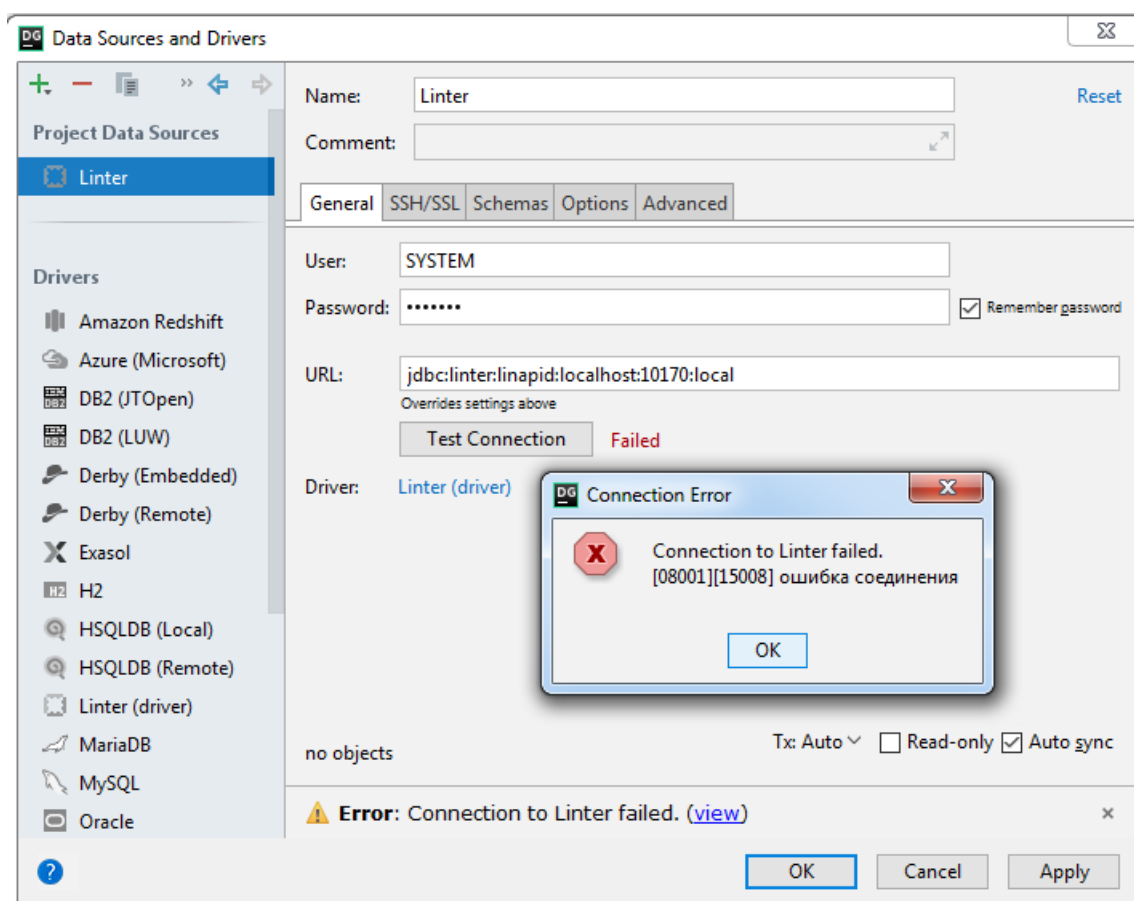 DG Data Sources and Drivers
Project Data Sources
Linter
Drivers
Amazon Redshift
Azure (Microsoft)
DB2 (JTOpen)
DB2 (LUW)
Derby (Embedded)
Derby (Remote)
Exasol
H2 H2
HSQLDB (Local)
HSQLDB (Remote)
Linter (driver)
MariaDB
MySQL
Oracle
Name: Linter Reset
Comment:
General SSH/SSL Schemas Options Advanced
User: SYSTEM
Password: ••••••• Remember password
URL: jdbc:linter:linapid:localhost:10170:local
Overrides settings above
Test Connection Failed
Driver: Linter (driver)
DG Connection Error
Connection to Linter failed.
[08001][15008] ошибка соединения
OK
no objects Tx: Auto Read-only Auto sync
Error: Connection to Linter failed. (view)
? OK Cancel Apply